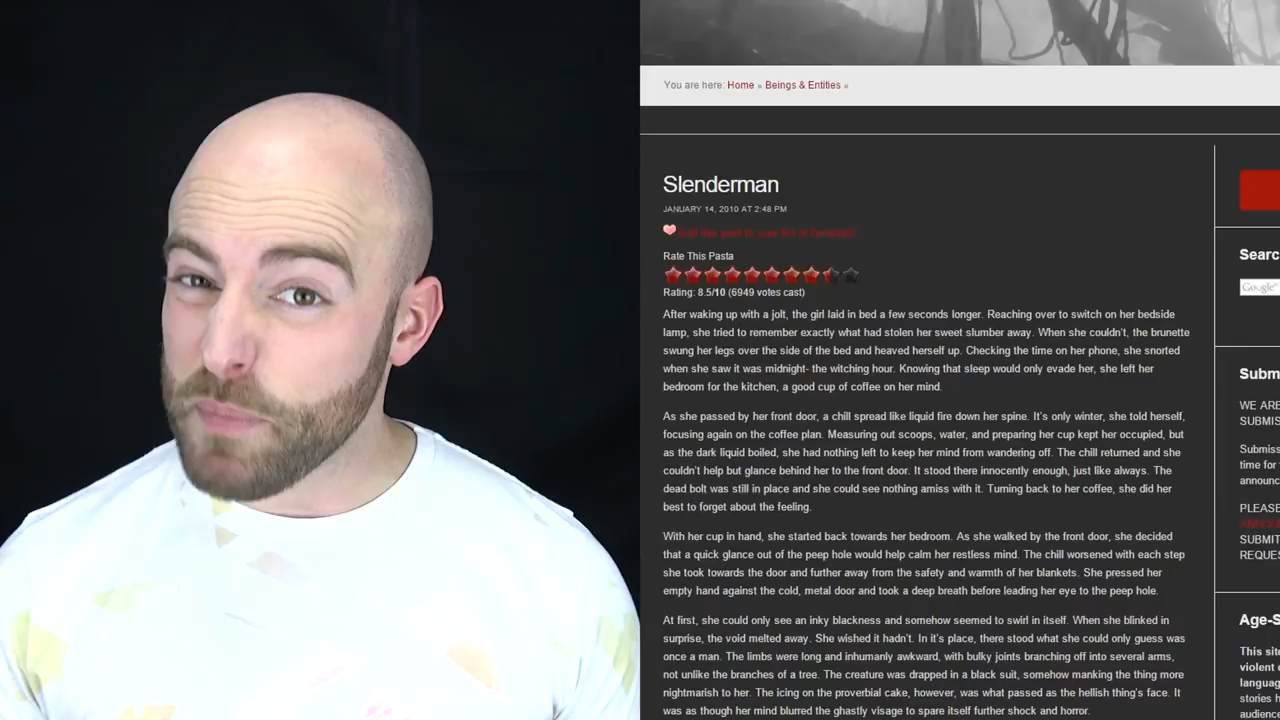 You are here: Home » Beings & Entities »
Slenderman
JANUARY 14, 2010 AT 2:48 PM
Add this post to your list of favorites!
Rate This Pasta
Rating: 8.5/10 (6949 votes cast)
After waking up with a jolt, the girl laid in bed a few seconds longer. Reaching over to switch on her bedside
lamp, she tried to remember exactly what had stolen her sweet slumber away. When she couldn't, the brunette
swung her legs over the side of the bed and heaved herself up. Checking the time on her phone, she snorted
when she saw it was midnight- the witching hour. Knowing that sleep would only evade her, she left her
bedroom for the kitchen, a good cup of coffee on her mind.
As she passed by her front door, a chill spread like liquid fire down her spine. It's only winter, she told herself,
focusing again on the coffee plan. Measuring out scoops, water, and preparing her cup kept her occupied, but
as the dark liquid boiled, she had nothing left to keep her mind from wandering off. The chill returned and she
couldn't help but glance behind her to the front door. It stood there innocently enough, just like always. The
dead bolt was still in place and she could see nothing amiss with it. Turning back to her coffee, she did her
best to forget about the feeling.
With her cup in hand, she started back towards her bedroom. As she walked by the front door, she decided
that a quick glance out of the peep hole would help calm her restless mind. The chill worsened with each step
she took towards the door and further away from the safety and warmth of her blankets. She pressed her
empty hand against the cold, metal door and took a deep breath before leading her eye to the peep hole.
At first, she could only see an inky blackness and somehow seemed to swirl in itself. When she blinked in
surprise, the void melted away. She wished it hadn't. In it's place, there stood what she could only guess was
once a man. The limbs were long and inhumanly awkward, with bulky joints branching off into several arms,
not unlike the branches of a tree. The creature was drapped in a black suit, somehow manking the thing more
nightmarish to her. The icing on the proverbial cake, however, was what passed as the hellish thing's face. It
was as though her mind blurred the ghastly visage to spare itself further shock and horror.
Searc
Google
Subm
WE ARE
SUBMIS
Submiss
time for
announc
PLEASE
ANNOU
SUBMIT
REQUES
Age-S
This site
violent c
languag
stories h
audienc